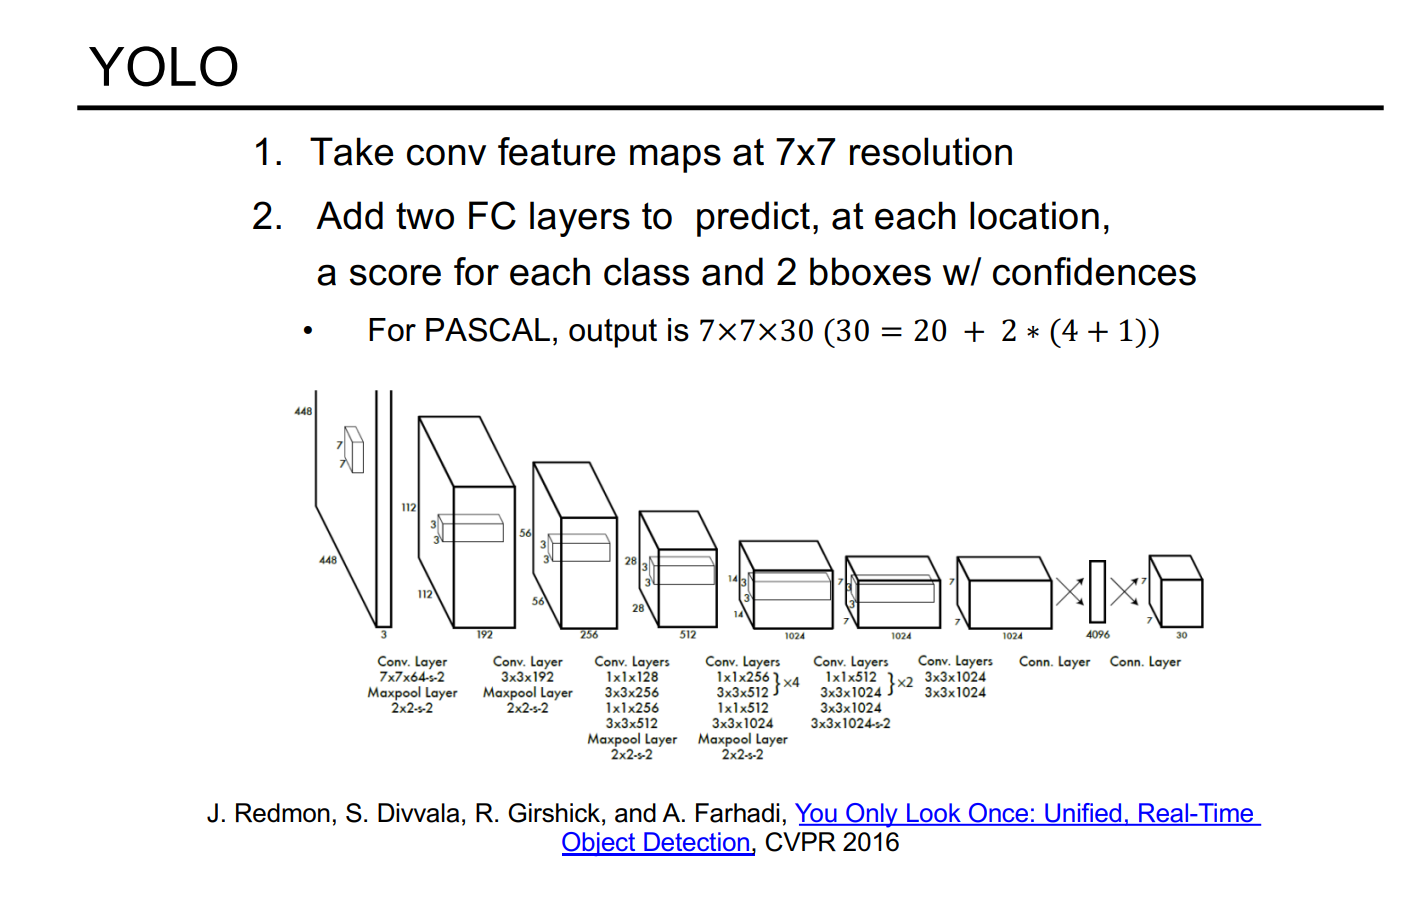 YOLO
1. Take conv feature maps at 7x7 resolution
2. Add two FC layers to predict, at each location,
a score for each class and 2 bboxes w/ confidences
• For PASCAL, output is 7×7×30 (30 = 20 + 2 ∗ (4 + 1))
448
448
7
7
3
112
112
3
3
192
56
56
3
3
256
28
28
3
3
512
14
14
3
3
1024
7
7
3
3
1024
7
7
1024
4096
7
7
30
Conv. Layer
7x7x64-s-2
Maxpool Layer
2x2-s-2
Conv. Layer
3x3x192
Maxpool Layer
2x2-s-2
Conv. Layers
1x1x128
3x3x256
1x1x256
3x3x512
Maxpool Layer
2x2-s-2
Conv. Layers
1x1x256
3x3x512
}×4
1x1x512
3x3x1024
Maxpool Layer
2x2-s-2
Conv. Layers
1x1x512
3x3x1024
}×2
3x3x1024
3x3x1024-s-2
Conv. Layers
3x3x1024
3x3x1024
Conn. Layer
Conn. Layer
J. Redmon, S. Divvala, R. Girshick, and A. Farhadi, You Only Look Once: Unified, Real-Time
Object Detection, CVPR 2016